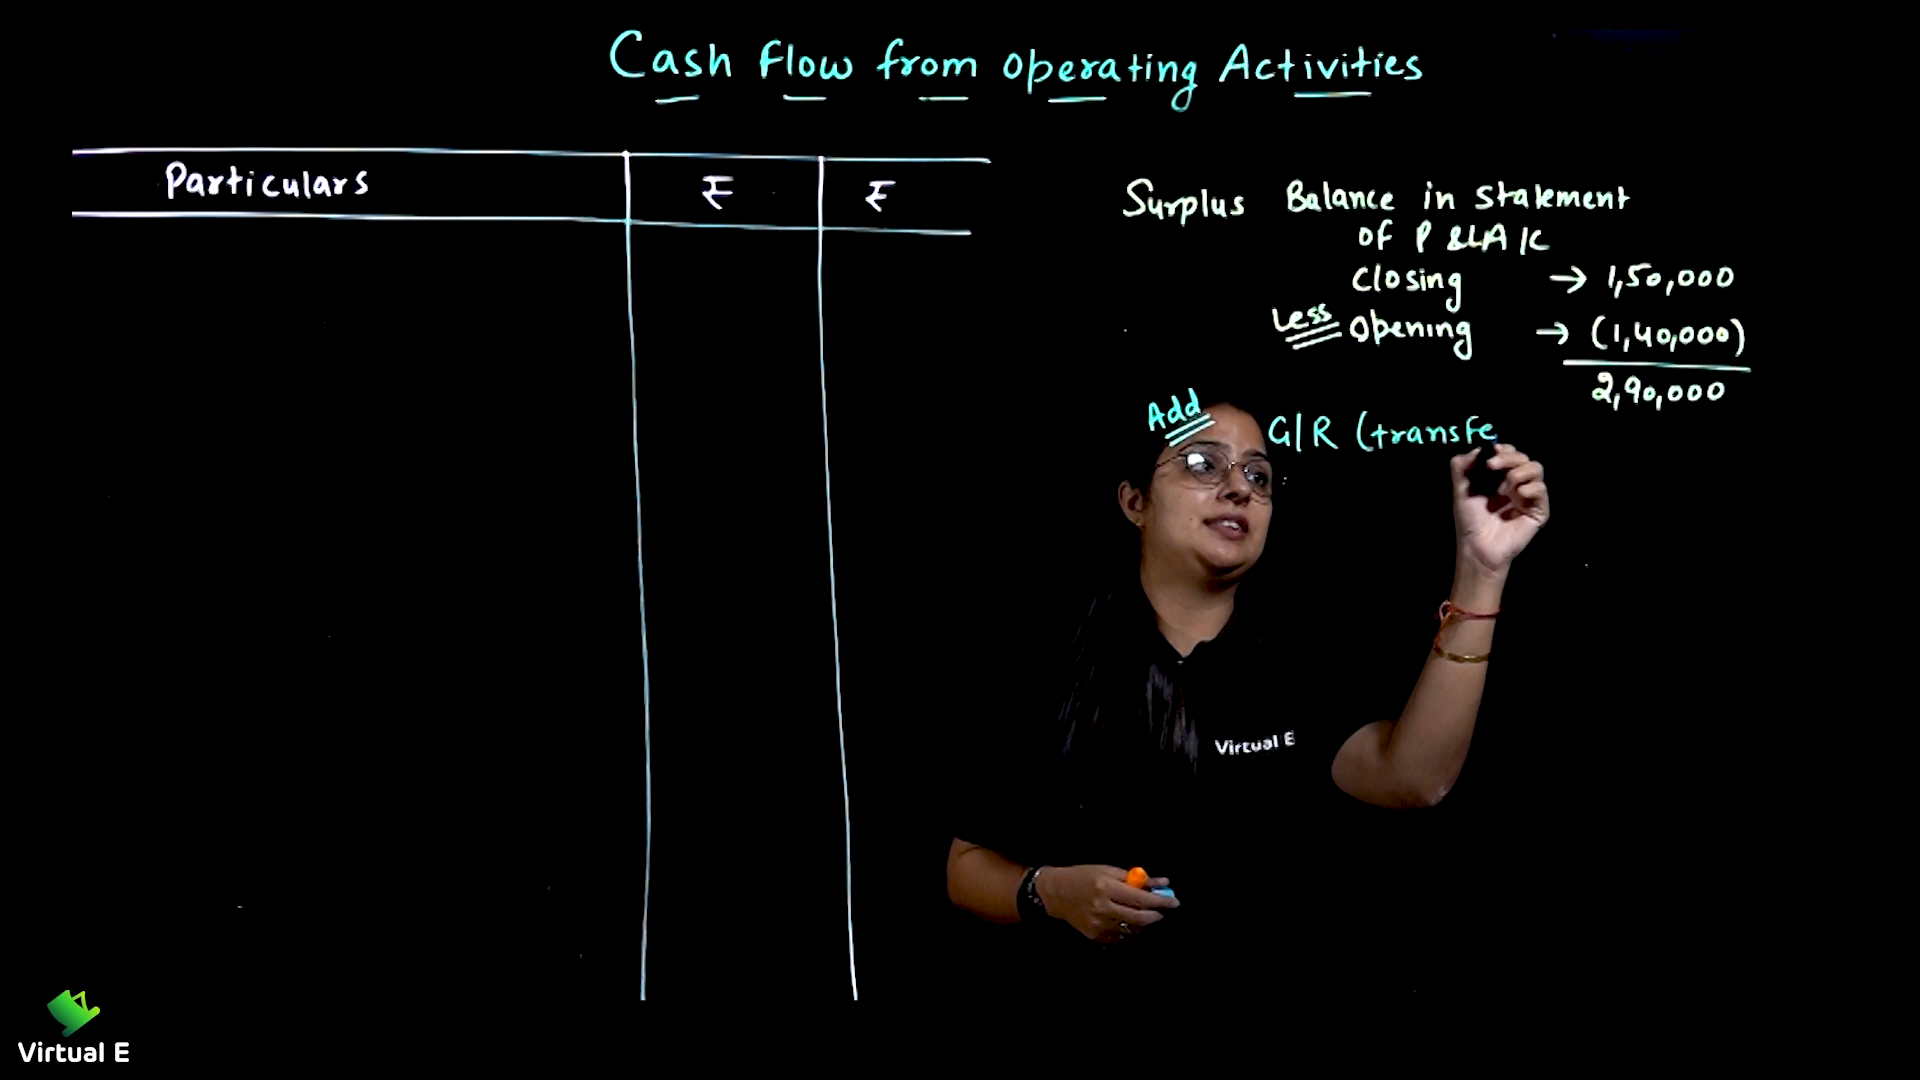 Cash Flow from Operating Activities
Particulars ₹ ₹
Surplus Balance in Statement
of P&LA/c
Closing → 1,50,000
Less Opening → (1,40,000)
2,90,000
Add G/R (transfe
Virtual E
Virtual E